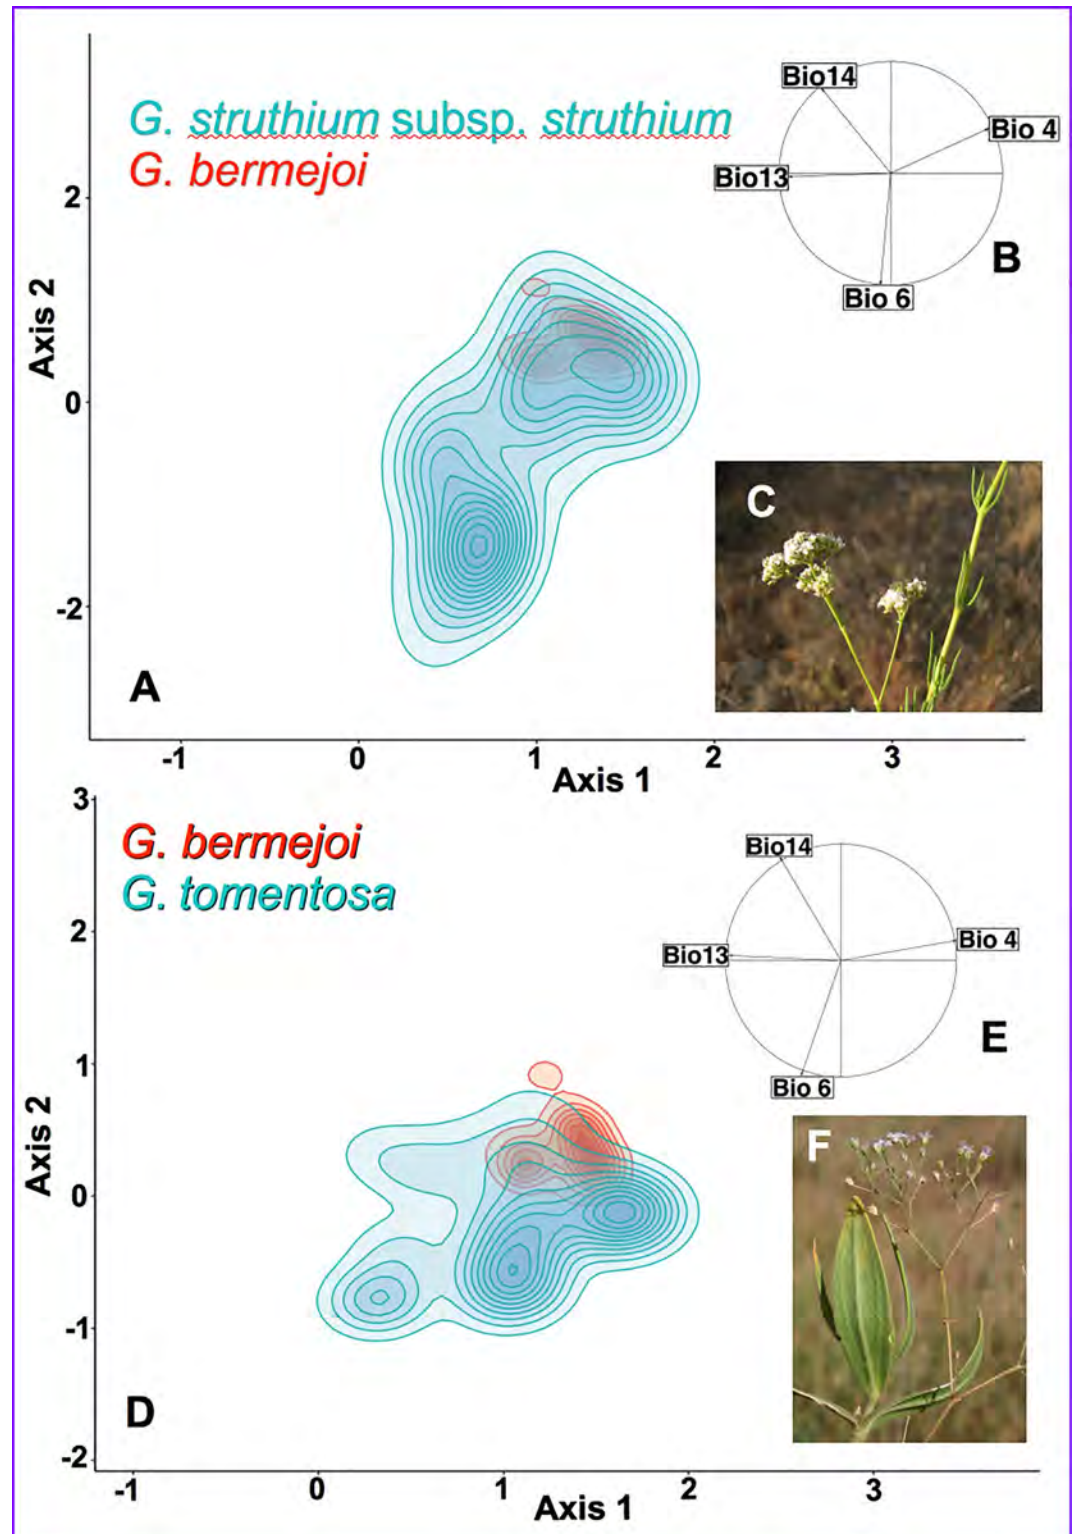 G. struthium subsp. struthium
G. bermejoi
Bio14
Bio 4
Bio13
Bio 6
B
2
0
-2
Axis 2
A
C
-1
0
1
2
3
Axis 1
3
G. bermejoi
G. tomentosa
Bio14
Bio 4
Bio13
Bio 6
E
2
1
0
-1
-2
Axis 2
D
F
-1
0
1
2
3
Axis 1